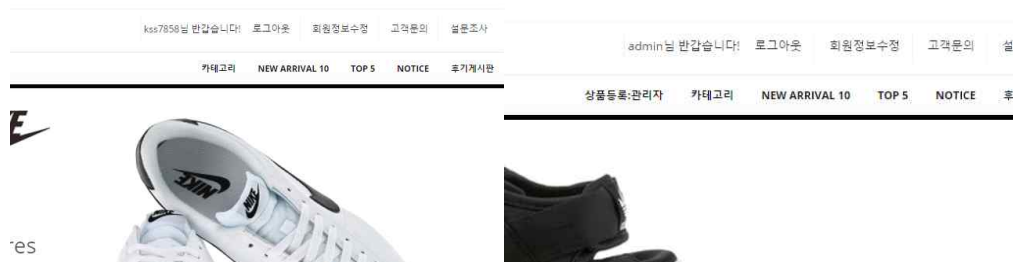 kss7858님 반갑습니다! 로그아웃 회원정보수정 고객문의 설문조사
카테고리 NEW ARRIVAL 10 TOP 5 NOTICE 후기게시판
NIKE
NIKE
res
admin님 반갑습니다! 로그아웃 회원정보수정 고객문의 설
상품등록:관리자 카테고리 NEW ARRIVAL 10 TOP 5 NOTICE 후